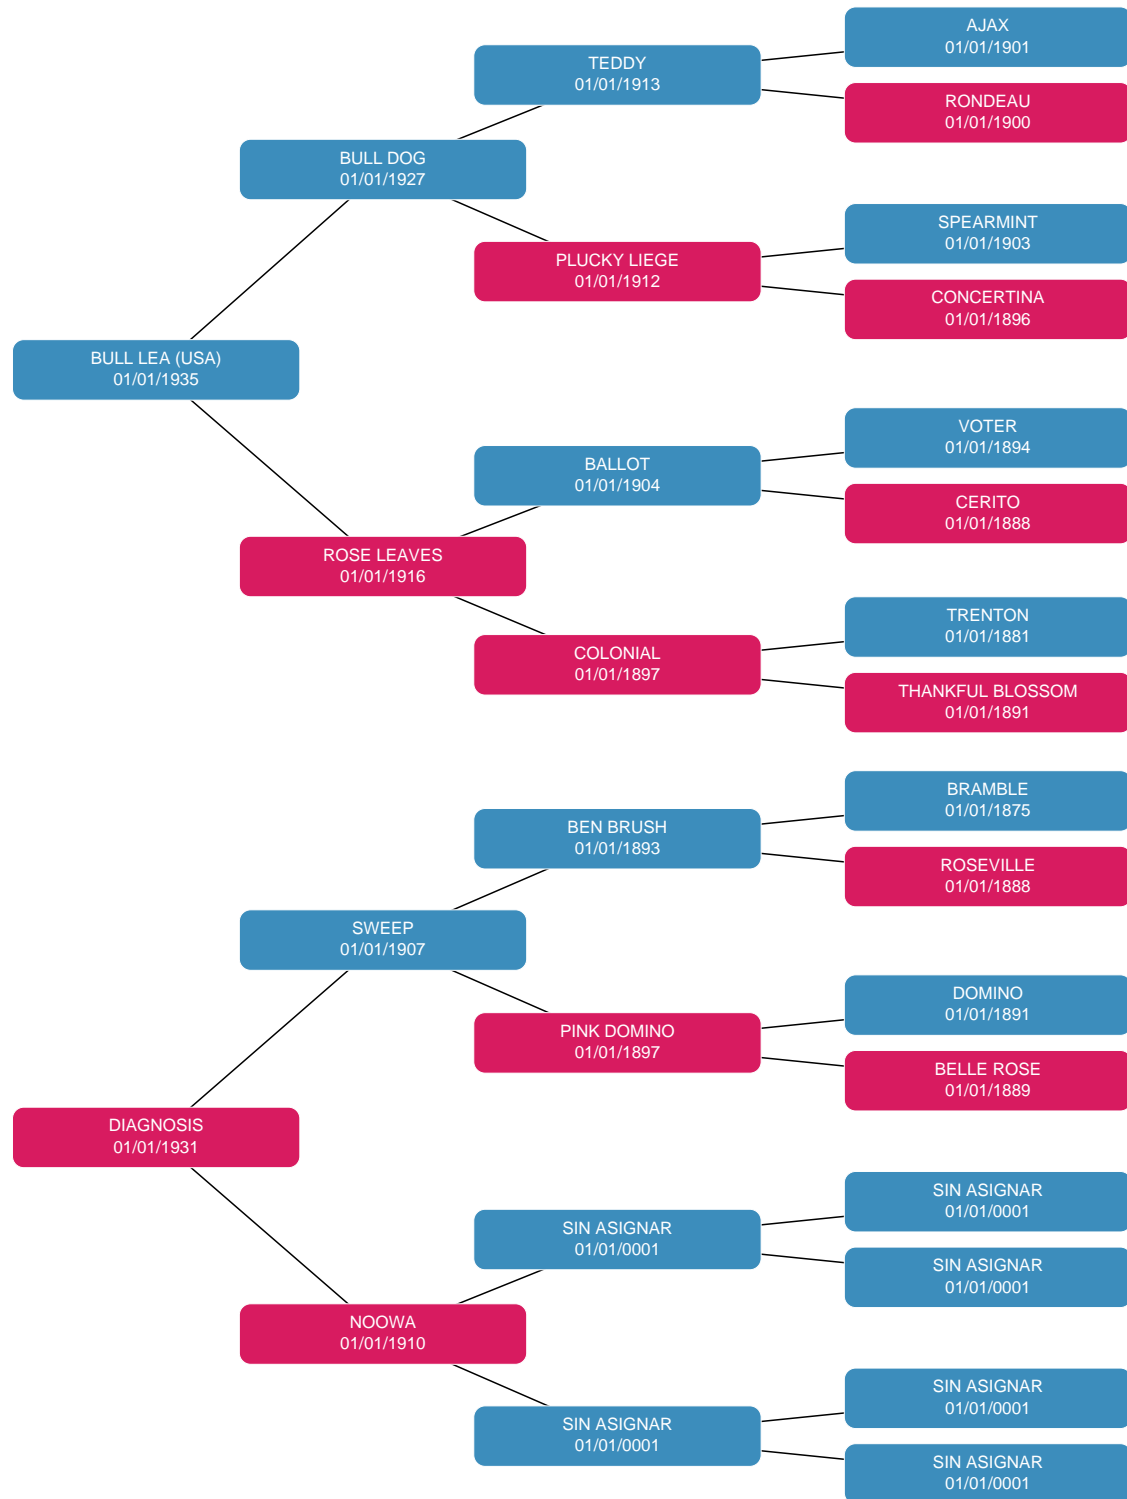 AJAX
01/01/1901
TEDDY
01/01/1913
RONDEAU
01/01/1900
BULL DOG
01/01/1927
SPEARMINT
01/01/1903
PLUCKY LIEGE
01/01/1912
CONCERTINA
01/01/1896
BULL LEA (USA)
01/01/1935
VOTER
01/01/1894
BALLOT
01/01/1904
CERITO
01/01/1888
ROSE LEAVES
01/01/1916
TRENTON
01/01/1881
COLONIAL
01/01/1897
THANKFUL BLOSSOM
01/01/1891
BRAMBLE
01/01/1875
BEN BRUSH
01/01/1893
ROSEVILLE
01/01/1888
SWEEP
01/01/1907
DOMINO
01/01/1891
PINK DOMINO
01/01/1897
BELLE ROSE
01/01/1889
DIAGNOSIS
01/01/1931
SIN ASIGNAR
01/01/0001
SIN ASIGNAR
01/01/0001
SIN ASIGNAR
01/01/0001
NOOWA
01/01/1910
SIN ASIGNAR
01/01/0001
SIN ASIGNAR
01/01/0001
SIN ASIGNAR
01/01/0001